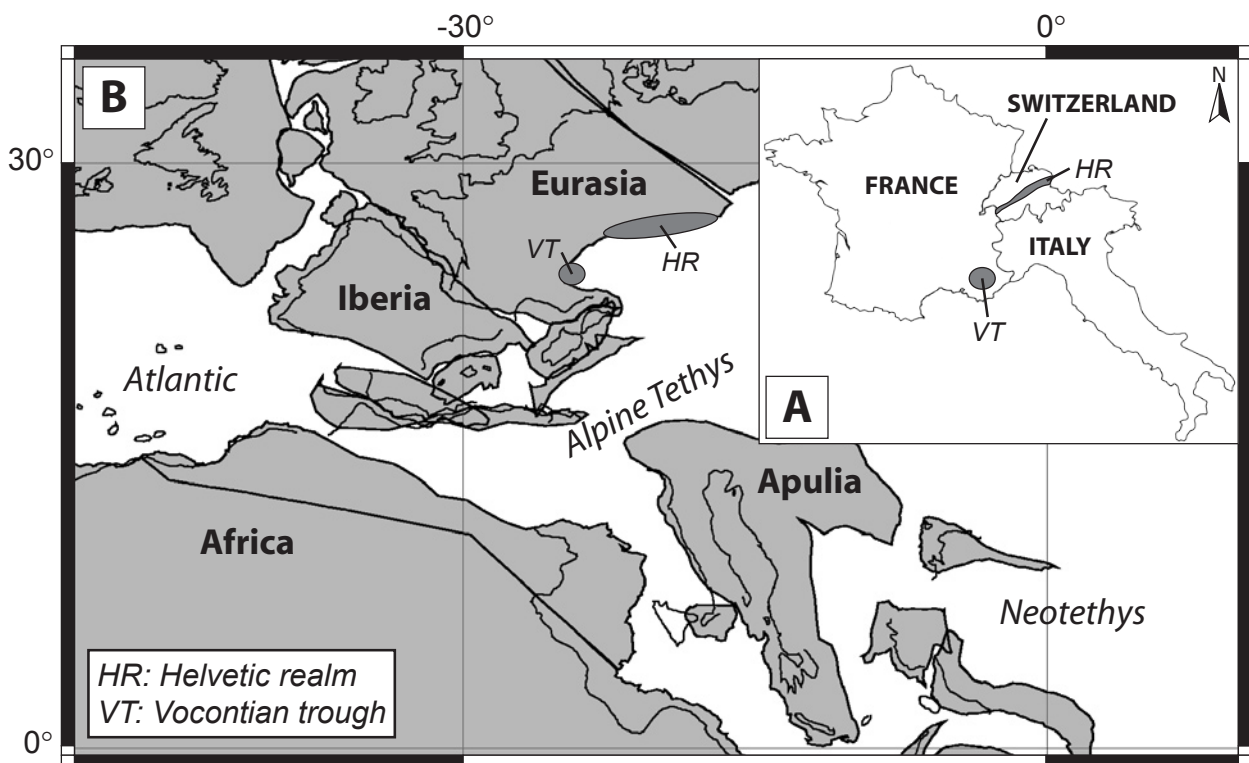 -30°
0°
B
N
SWITZERLAND
HR
FRANCE
ITALY
VT
A
30°
Eurasia
VT
HR
Iberia
Atlantic
Alpine Tethys
Apulia
Africa
Neotethys
HR: Helvetic realm
VT: Vocontian trough
0°